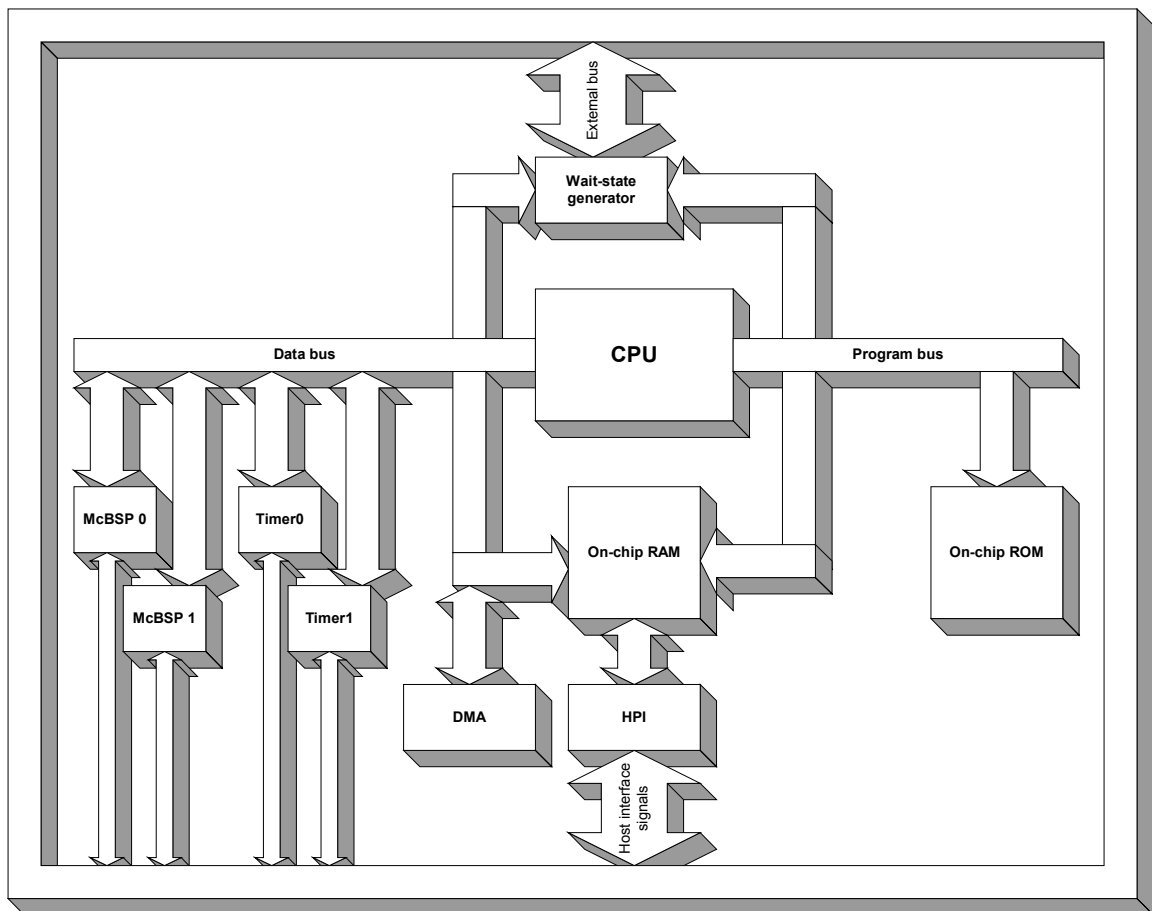 External bus
Wait-state
generator
CPU
Data bus
Program bus
McBSP 0
Timer0
On-chip RAM
On-chip ROM
McBSP 1
Timer1
DMA
HPI
Host interface
signals